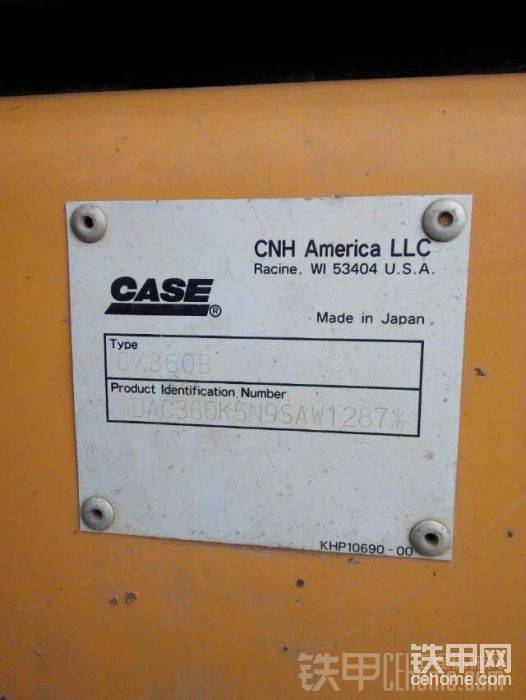 CNH America LLC
Racine, WI 53404 U.S.A.
CASE®
Made in Japan
Type
CX360B
Product Identification Number
*DAC360K5N9SAW1287*
KHP10690-00
铁甲网
cehome.com